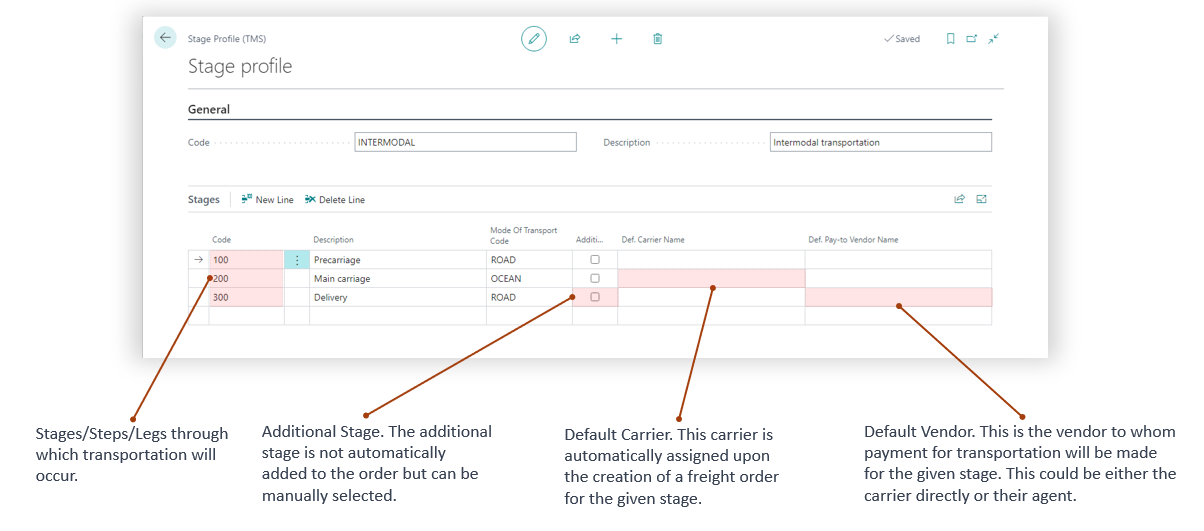 Stage Profile (TMS)
Saved
Stage profile
General
Code
INTERMODAL
Description
Intermodal transportation
Stages
New Line
Delete Line
Code
Description
Mode Of Transport
Code
Additi...
Def. Carrier Name
Def. Pay-to Vendor Name
100
Precarriage
ROAD
200
Main carriage
OCEAN
300
Delivery
ROAD
Stages/Steps/Legs through
which transportation will
occur.
Additional Stage. The additional
stage is not automatically
added to the order but can be
manually selected.
Default Carrier. This carrier is
automatically assigned upon
the creation of a freight order
for the given stage.
Default Vendor. This is the vendor to whom
payment for transportation will be made
for the given stage. This could be either the
carrier directly or their agent.